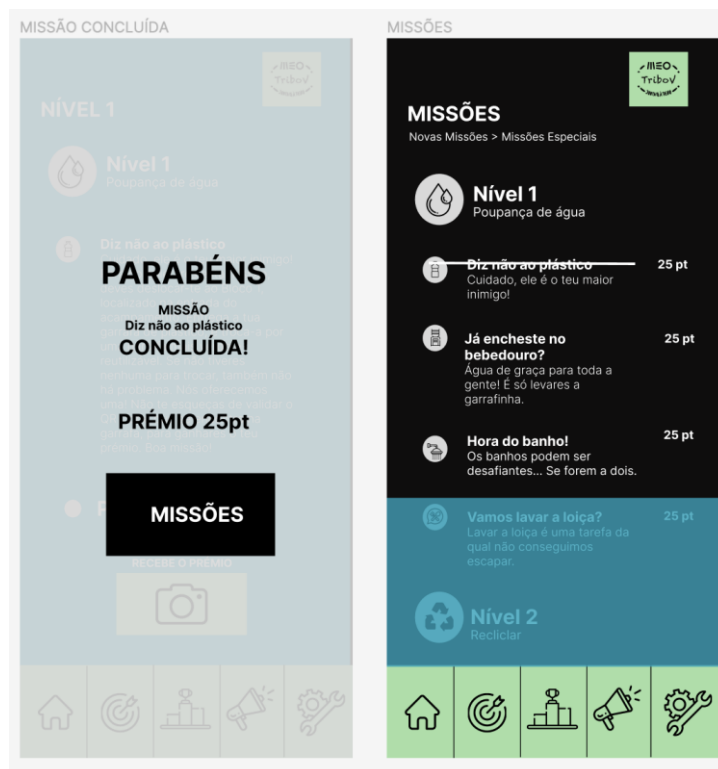 MISSÃO CONCLUÍDA
MEO
Tribov
NÍVEL 1
Nível 1
Poupança de água
Diz não ao plástico
PARABÉNS
MISSÃO
Diz não ao plástico
CONCLUÍDA!
PRÉMIO 25pt
MISSÕES
RECEBE O PRÉMIO
MISSÕES
MEO
Tribov
MISSÕES
Novas Missões > Missões Especiais
Nível 1
Poupança de água
Diz não ao plástico 25 pt
Cuidado, ele é o teu maior
inimigo!
Já encheste no 25 pt
bebedouro?
Água de graça para toda a
gente! É só levares a
garrafinha.
Hora do banho! 25 pt
Os banhos podem ser
desafiantes... Se forem a dois.
Vamos lavar a loiça? 25 pt
Lavar a loiça é uma tarefa da
qual não conseguimos
escapar.
Nível 2
Recliclar